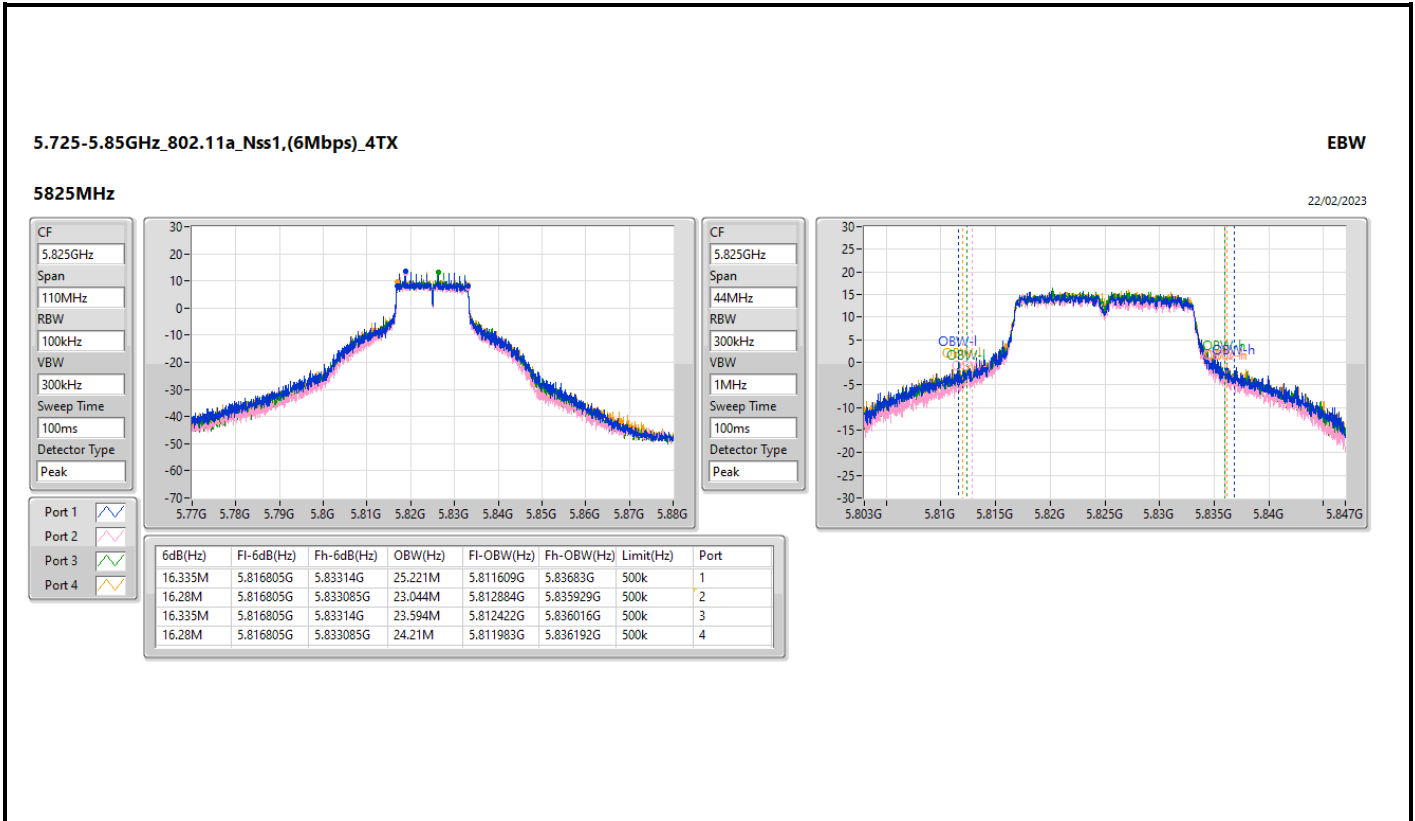 5.725-5.85GHz_802.11a_Nss1,(6Mbps)_4TX
EBW
5825MHz
22/02/2023
CF
5.825GHz
Span
110MHz
RBW
100kHz
VBW
300kHz
Sweep Time
100ms
Detector Type
Peak
30
20
10
0
-10
-20
-30
-40
-50
-60
-70
5.77G 5.78G 5.79G 5.8G 5.81G 5.82G 5.83G 5.84G 5.85G 5.86G 5.87G 5.88G
CF
5.825GHz
Span
44MHz
RBW
300kHz
VBW
1MHz
Sweep Time
100ms
Detector Type
Peak
30
25
20
15
10
5
0
-5
-10
-15
-20
-25
-30
OBW-l
OBW-l
OBW-h
OBW-h
5.803G 5.81G 5.815G 5.82G 5.825G 5.83G 5.835G 5.84G 5.847G
Port 1
Port 2
Port 3
Port 4
6dB(Hz) Fl-6dB(Hz) Fh-6dB(Hz) OBW(Hz) Fl-OBW(Hz) Fh-OBW(Hz) Limit(Hz) Port
16.335M 5.816805G 5.83314G 25.221M 5.811609G 5.83683G 500k 1
16.28M 5.816805G 5.833085G 23.044M 5.812884G 5.835929G 500k 2
16.335M 5.816805G 5.83314G 23.594M 5.812422G 5.836016G 500k 3
16.28M 5.816805G 5.833085G 24.21M 5.811983G 5.836192G 500k 4